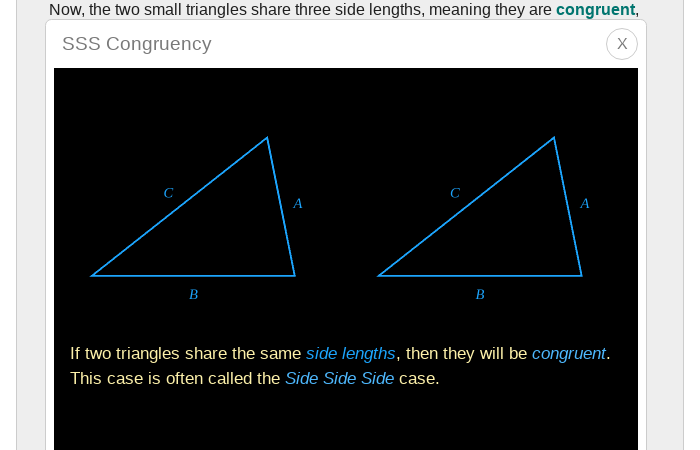 Now, the two small triangles share three side lengths, meaning they are congruent,
SSS Congruency
X
C
A
B
C
A
B
If two triangles share the same side lengths, then they will be congruent.
This case is often called the Side Side Side case.